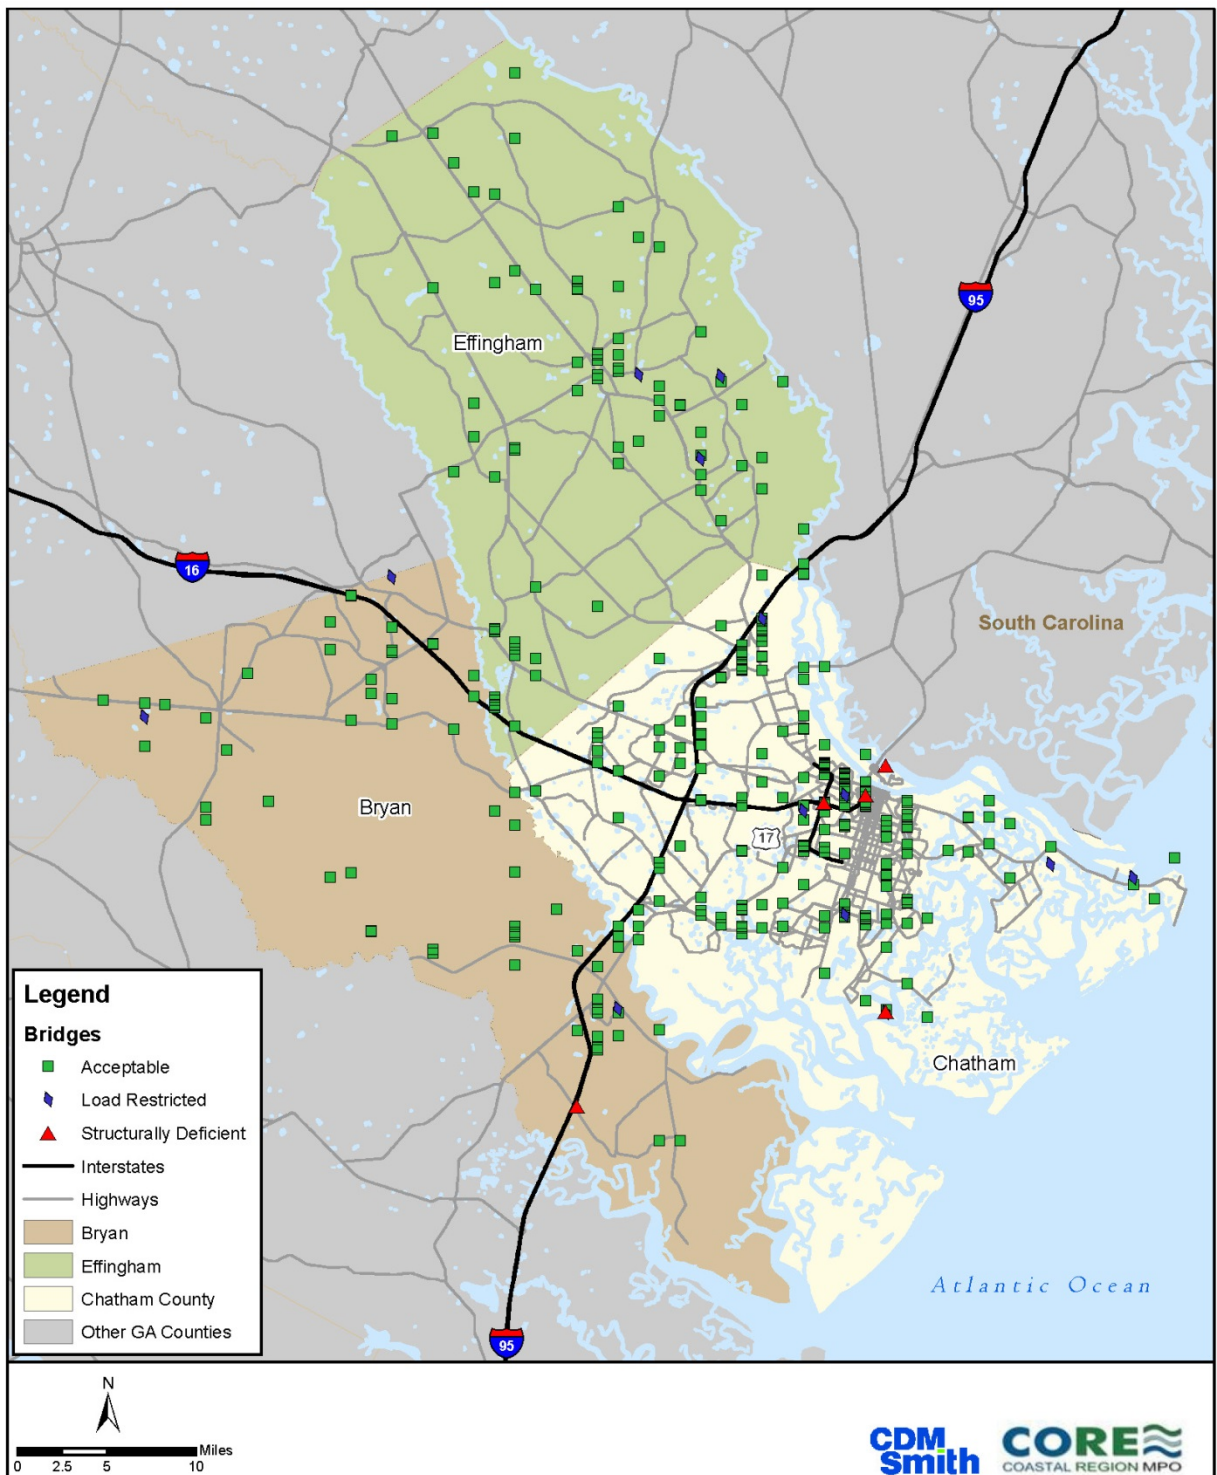 95
Effingham
16
South Carolina
Bryan
17
Chatham
Atlantic Ocean
95
Legend
Bridges
Acceptable
Load Restricted
Structurally Deficient
Interstates
Highways
Bryan
Effingham
Chatham County
Other GA Counties
N
Miles
0 2.5 5 10
CDM
Smith
CORE
COASTAL REGION MPO